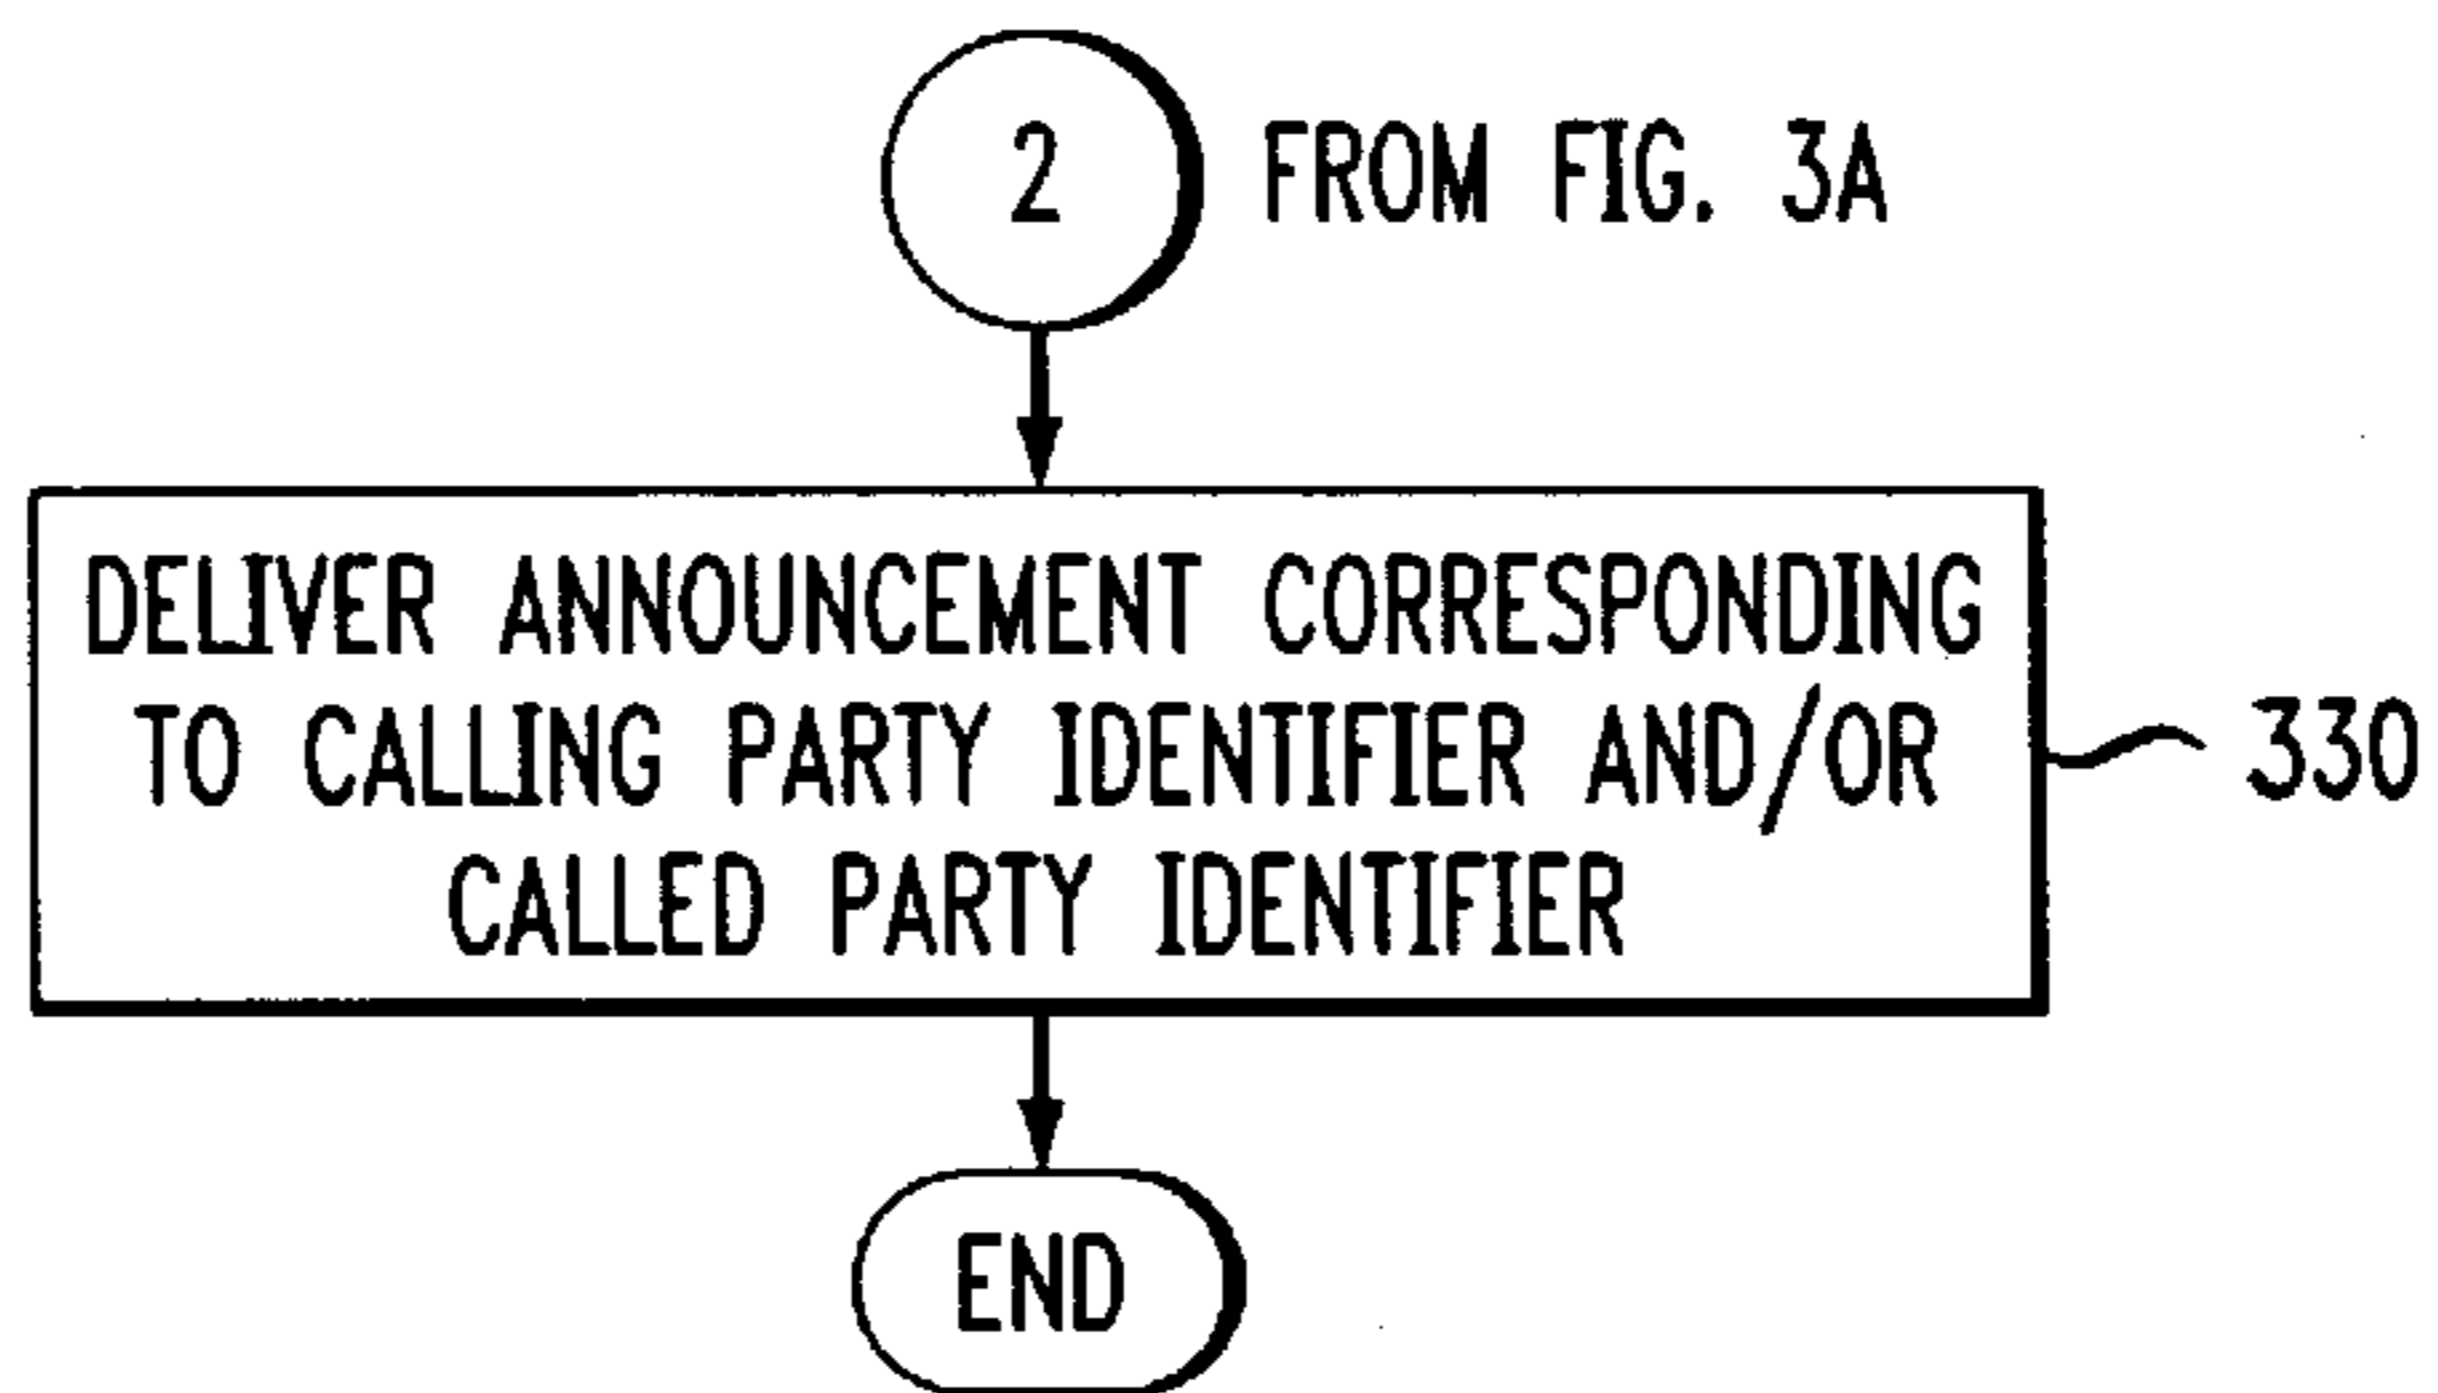 2 FROM FIG. 3A
DELIVER ANNOUNCEMENT CORRESPONDING
TO CALLING PARTY IDENTIFIER AND/OR
CALLED PARTY IDENTIFIER
330
END